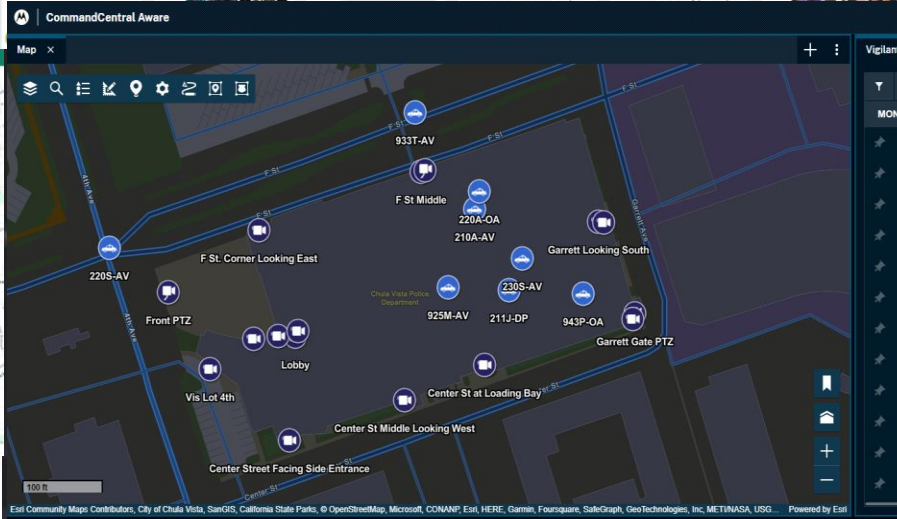 CommandCentral Aware
Map
Vigilan
MON
F St
933T-AV
F St
F St
4th Ave
F St
F St Middle
220A-OA
210A-AV
Garrett Ave
Garrett Looking South
F St. Corner Looking East
220S-AV
230S-AV
Chula Vista Police
Department
925M-AV
211J-DP
943P-OA
Front PTZ
4th Ave
Garrett Gate PTZ
Lobby
Vis Lot 4th
Center St at Loading Bay
Center St
Center St Middle Looking West
Center Street Facing Side Entrance
Center St
100 ft
Esri Community Maps Contributors, City of Chula Vista, SanGIS, California State Parks, © OpenStreetMap, Microsoft, CONANP, Esri, HERE, Garmin, Foursquare, SafeGraph, GeoTechnologies, Inc, METI/NASA, USG... Powered by Esri